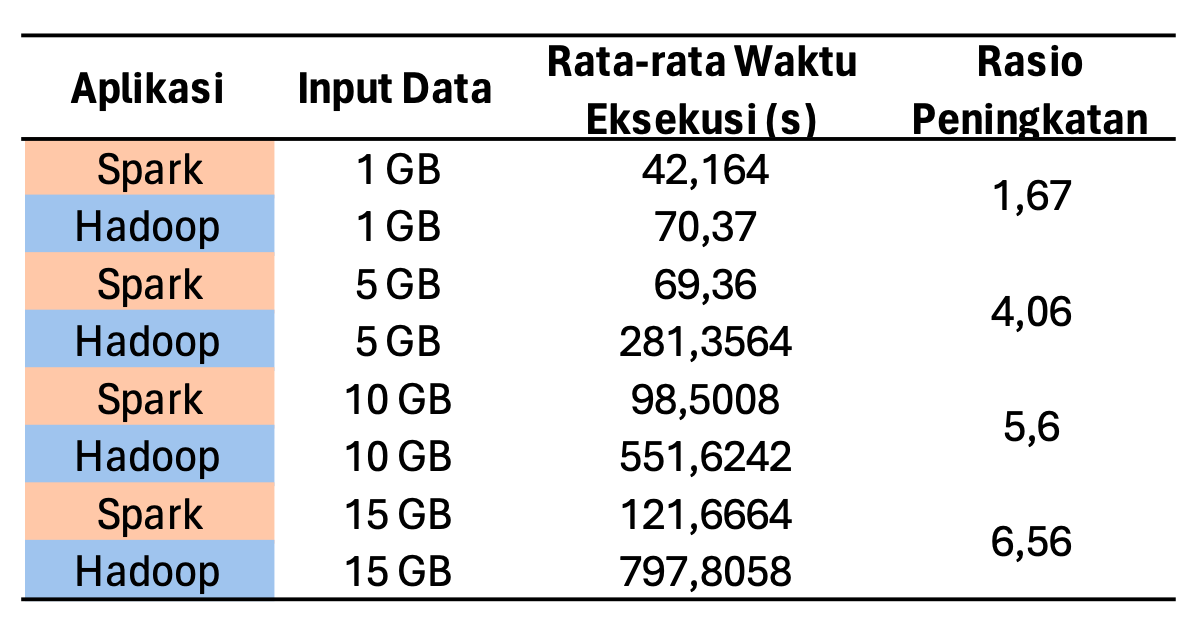 Aplikasi Input Data Rata-rata Waktu Eksekusi (s) Rasio Peningkatan
Spark 1 GB 42,164 1,67
Hadoop 1 GB 70,37
Spark 5 GB 69,36 4,06
Hadoop 5 GB 281,3564
Spark 10 GB 98,5008 5,6
Hadoop 10 GB 551,6242
Spark 15 GB 121,6664 6,56
Hadoop 15 GB 797,8058